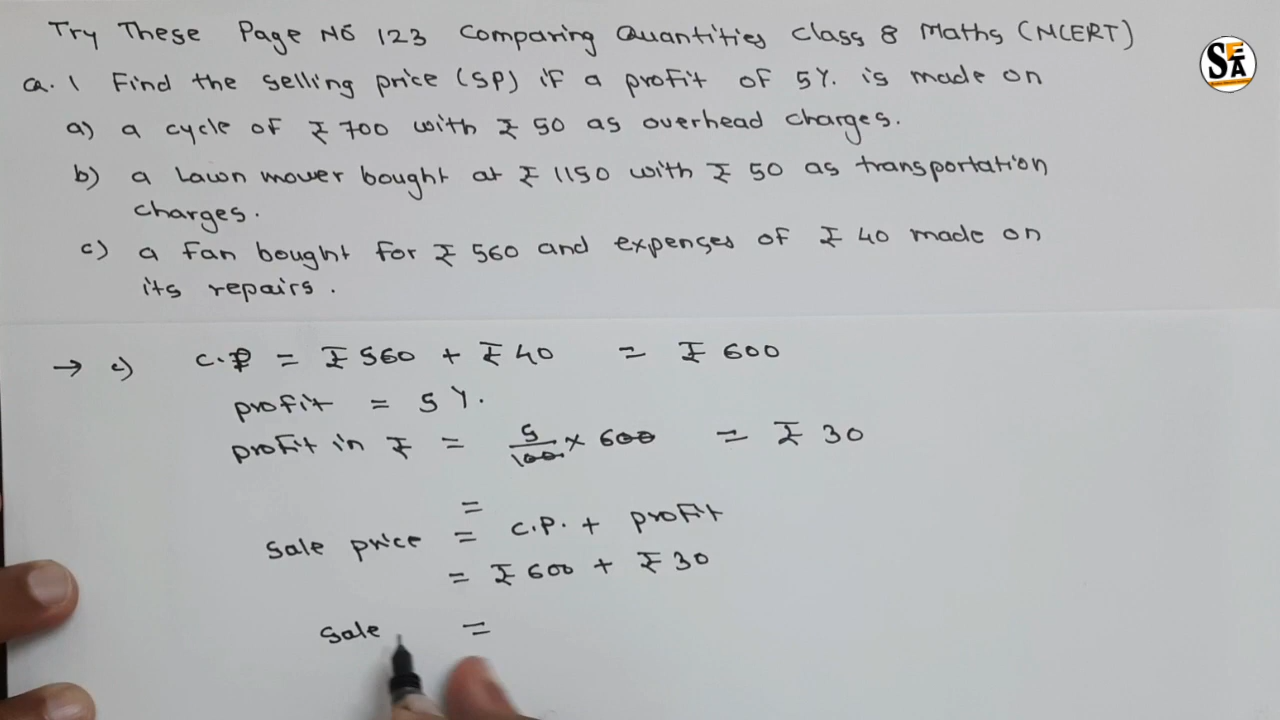 Try These Page No 123 Comparing Quantities Class 8 Maths (NCERT)
SFA
Q.1 Find the selling price (SP) if a profit of 5%. is made on
a) a cycle of ₹ 700 with ₹ 50 as overhead charges.
b) a lawn mower bought at ₹ 1150 with ₹ 50 as transportation
charges.
c) a fan bought for ₹ 560 and expenses of ₹ 40 made on
its repairs.
→ c) C.P = ₹ 560 + ₹ 40 = ₹ 600
profit = 5 %.
profit in ₹ = 5/100 × 600 = ₹ 30
=
Sale price = C.P. + profit
= ₹ 600 + ₹ 30
Sale =